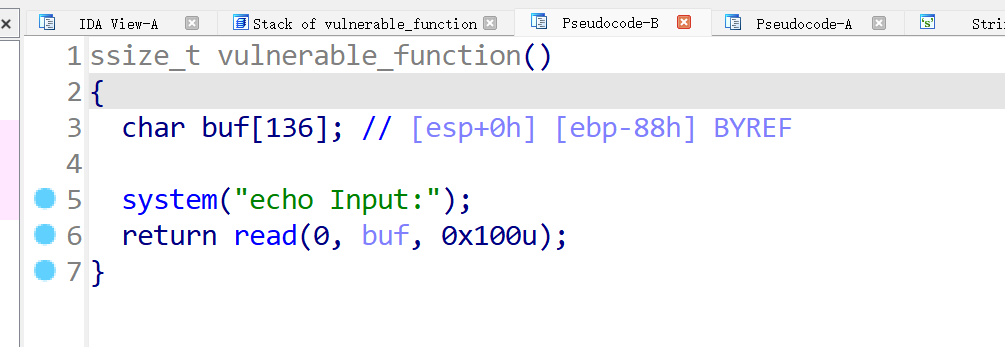 IDA View-A Stack of vulnerable_function Pseudocode-B Pseudocode-A 's'
1 ssize_t vulnerable_function()
2 {
3 char buf[136]; // [esp+0h] [ebp-88h] BYREF
4
5 system("echo Input:");
6 return read(0, buf, 0x100u);
7 }